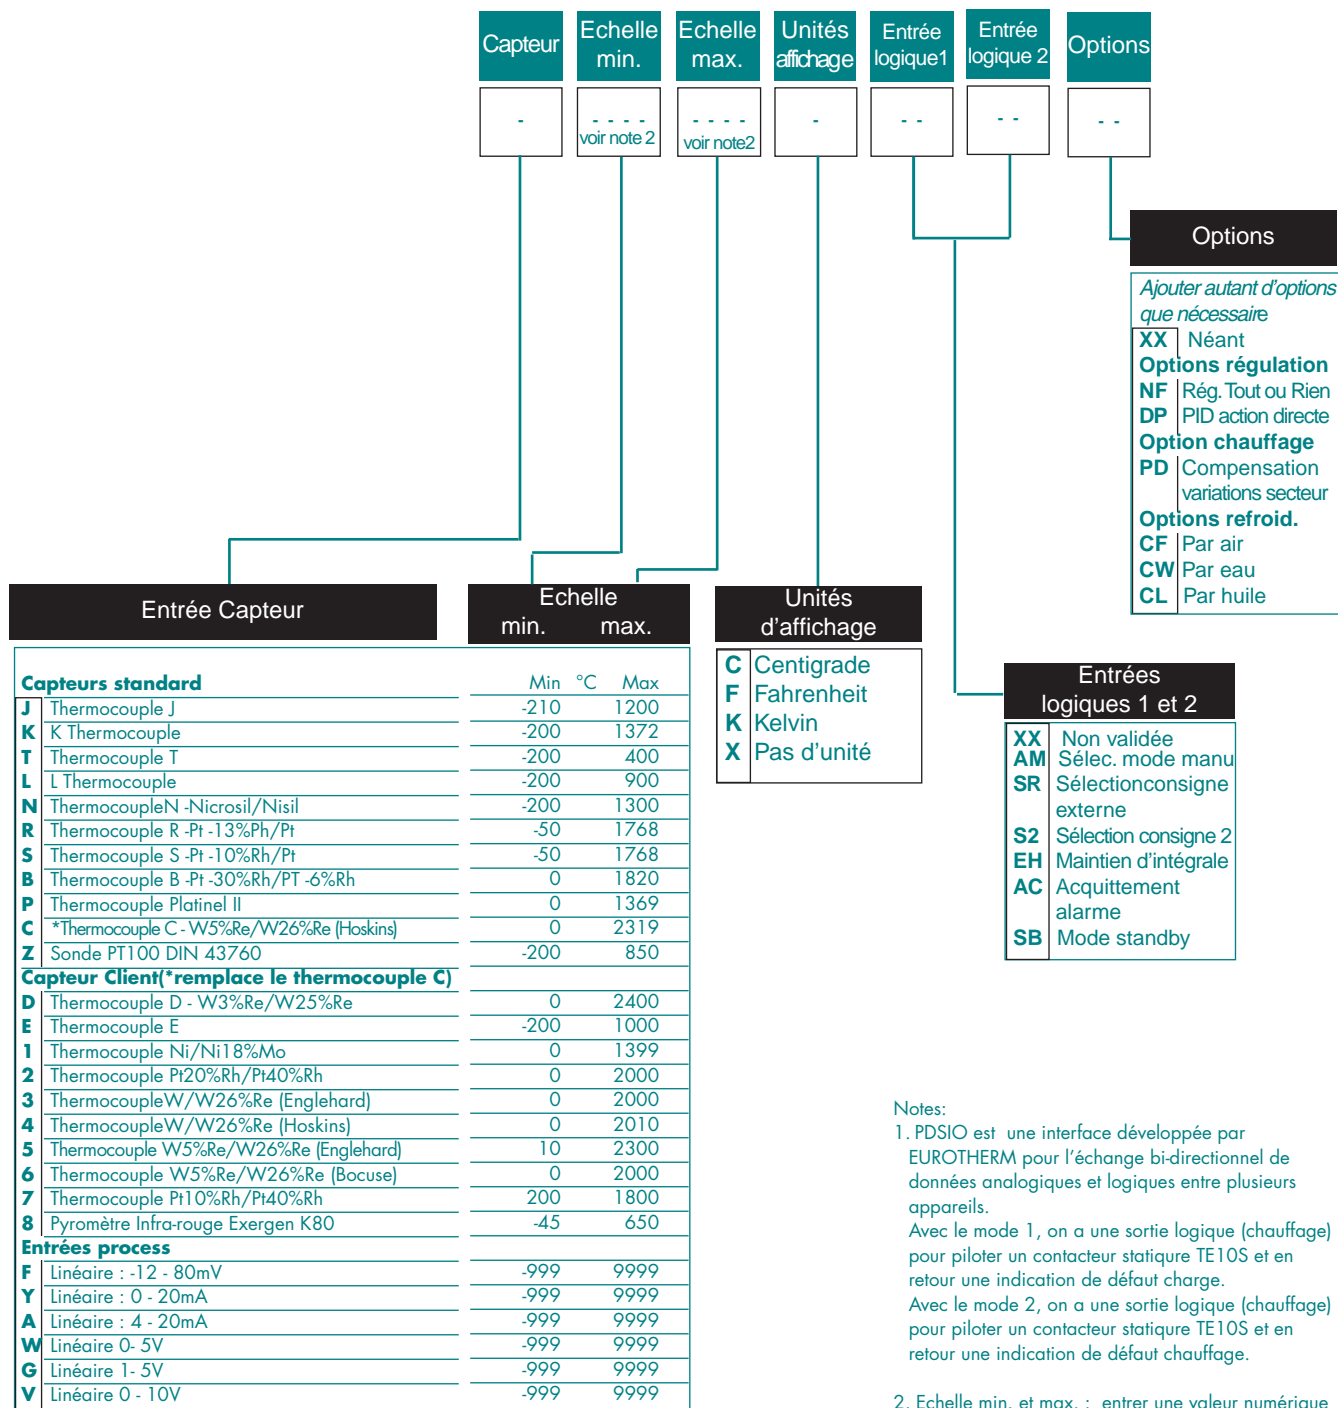 Capteur
Echelle min.
Echelle max.
Unités affichage
Entrée logique1
Entrée logique 2
Options
-
- - - -
voir note 2
- - - -
voir note2
-
- -
- -
- -
Options
Ajouter autant d'options
que nécessaire
XX Néant
Options régulation
NF Rég. Tout ou Rien
DP PID action directe
Option chauffage
PD Compensation
variations secteur
Options refroid.
CF Par air
CW Par eau
CL Par huile
Entrée Capteur
Echelle
min. max.
Capteurs standard Min °C Max
J Thermocouple J -210 1200
K K Thermocouple -200 1372
T Thermocouple T -200 400
L L Thermocouple -200 900
N ThermocoupleN -Nicrosil/Nisil -200 1300
R Thermocouple R -Pt -13%Ph/Pt -50 1768
S Thermocouple S -Pt -10%Rh/Pt -50 1768
B Thermocouple B -Pt -30%Rh/PT -6%Rh 0 1820
P Thermocouple Platinel II 0 1369
C *Thermocouple C - W5%Re/W26%Re (Hoskins) 0 2319
Z Sonde PT100 DIN 43760 -200 850
Capteur Client(*remplace le thermocouple C)
D Thermocouple D - W3%Re/W25%Re 0 2400
E Thermocouple E -200 1000
1 Thermocouple Ni/Ni18%Mo 0 1399
2 Thermocouple Pt20%Rh/Pt40%Rh 0 2000
3 ThermocoupleW/W26%Re (Englehard) 0 2000
4 ThermocoupleW/W26%Re (Hoskins) 0 2010
5 Thermocouple W5%Re/W26%Re (Englehard) 10 2300
6 Thermocouple W5%Re/W26%Re (Bocuse) 0 2000
7 Thermocouple Pt10%Rh/Pt40%Rh 200 1800
8 Pyromètre Infra-rouge Exergen K80 -45 650
Entrées process
F Linéaire : -12 - 80mV -999 9999
Y Linéaire : 0 - 20mA -999 9999
A Linéaire : 4 - 20mA -999 9999
W Linéaire 0- 5V -999 9999
G Linéaire 1- 5V -999 9999
V Linéaire 0 - 10V -999 9999
Unités
d'affichage
C Centigrade
F Fahrenheit
K Kelvin
X Pas d'unité
Entrées
logiques 1 et 2
XX Non validée
AM Sélec. mode manu
SR Sélectionconsigne
externe
S2 Sélection consigne 2
EH Maintien d'intégrale
AC Acquittement
alarme
SB Mode standby
Notes:
1. PDSIO est une interface développée par
EUROTHERM pour l'échange bi-directionnel de
données analogiques et logiques entre plusieurs
appareils.
Avec le mode 1, on a une sortie logique (chauffage)
pour piloter un contacteur statiqure TE10S et en
retour une indication de défaut charge.
Avec le mode 2, on a une sortie logique (chauffage)
pour piloter un contacteur statiqure TE10S et en
retour une indication de défaut chauffage.
2. Echelle min. et max. : entrer une valeur numérique